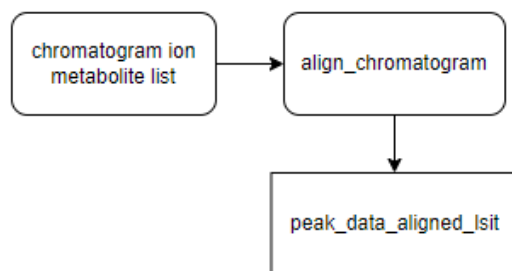 chromatogram ion
metabolite list
align_chromatogram
peak_data_aligned_lsit